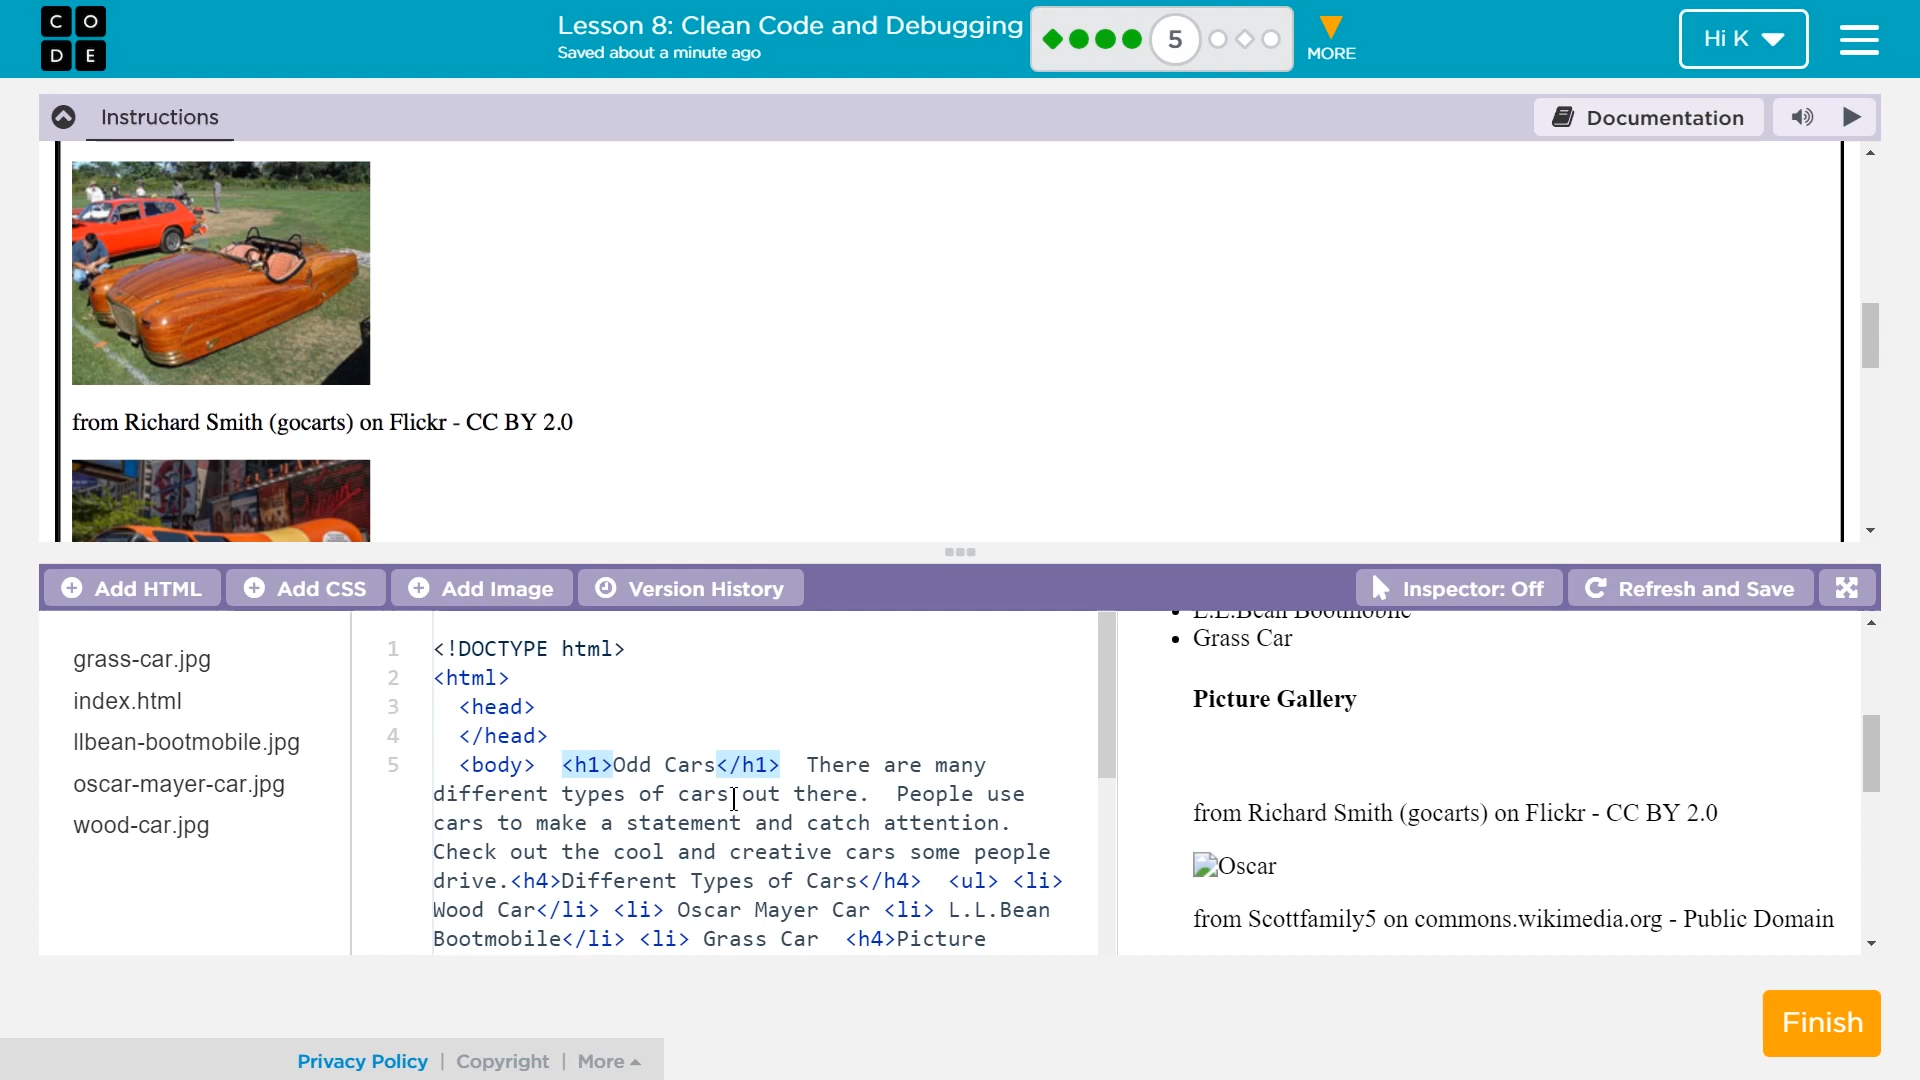 CO
DE
Lesson 8: Clean Code and Debugging
Saved about a minute ago
5
MORE
Hi K
Instructions
Documentation
from Richard Smith (gocarts) on Flickr - CC BY 2.0
Add HTML
Add CSS
Add Image
Version History
Inspector: Off
Refresh and Save
grass-car.jpg
index.html
llbean-bootmobile.jpg
oscar-mayer-car.jpg
wood-car.jpg
1 <!DOCTYPE html>
2 <html>
3 <head>
4 </head>
5 <body> <h1>Odd Cars</h1> There are many
different types of cars out there. People use
cars to make a statement and catch attention.
Check out the cool and creative cars some people
drive.<h4>Different Types of Cars</h4> <ul> <li>
Wood Car</li> <li> Oscar Mayer Car <li> L.L.Bean
Bootmobile</li> <li> Grass Car <h4>Picture
• L.L.Bean Bootmobile
• Grass Car
Picture Gallery
from Richard Smith (gocarts) on Flickr - CC BY 2.0
Oscar
from Scottfamily5 on commons.wikimedia.org - Public Domain
Finish
Privacy Policy | Copyright | More